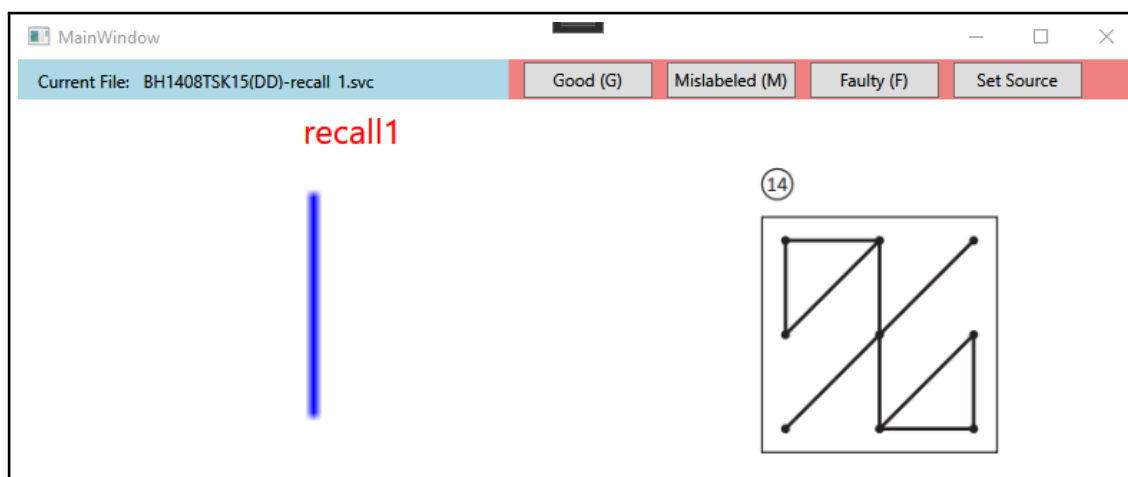 MainWindow
Current File: BH1408TSK15(DD)-recall 1.svc Good (G) Mislabeled (M) Faulty (F) Set Source
recall1
14